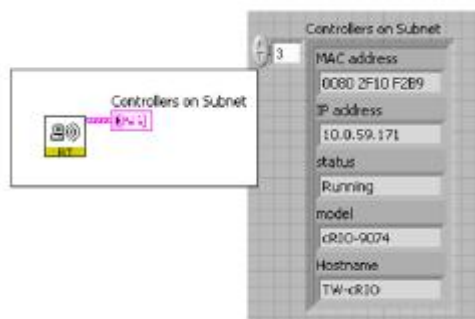 Controllers on Subnet
RT
Controllers on Subnet
3
MAC address
0080 2F10 F2B9
IP address
10.0.59.171
status
Running
model
cRIO-9074
Hostname
TW-cRIO